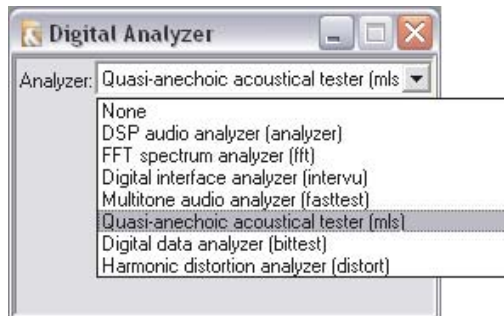 Digital Analyzer
Analyzer: Quasi-anechoic acoustical tester (mls
None
DSP audio analyzer (analyzer)
FFT spectrum analyzer (fft)
Digital interface analyzer (intervu)
Multitone audio analyzer (fasttest)
Quasi-anechoic acoustical tester (mls)
Digital data analyzer (bittest)
Harmonic distortion analyzer (distort)